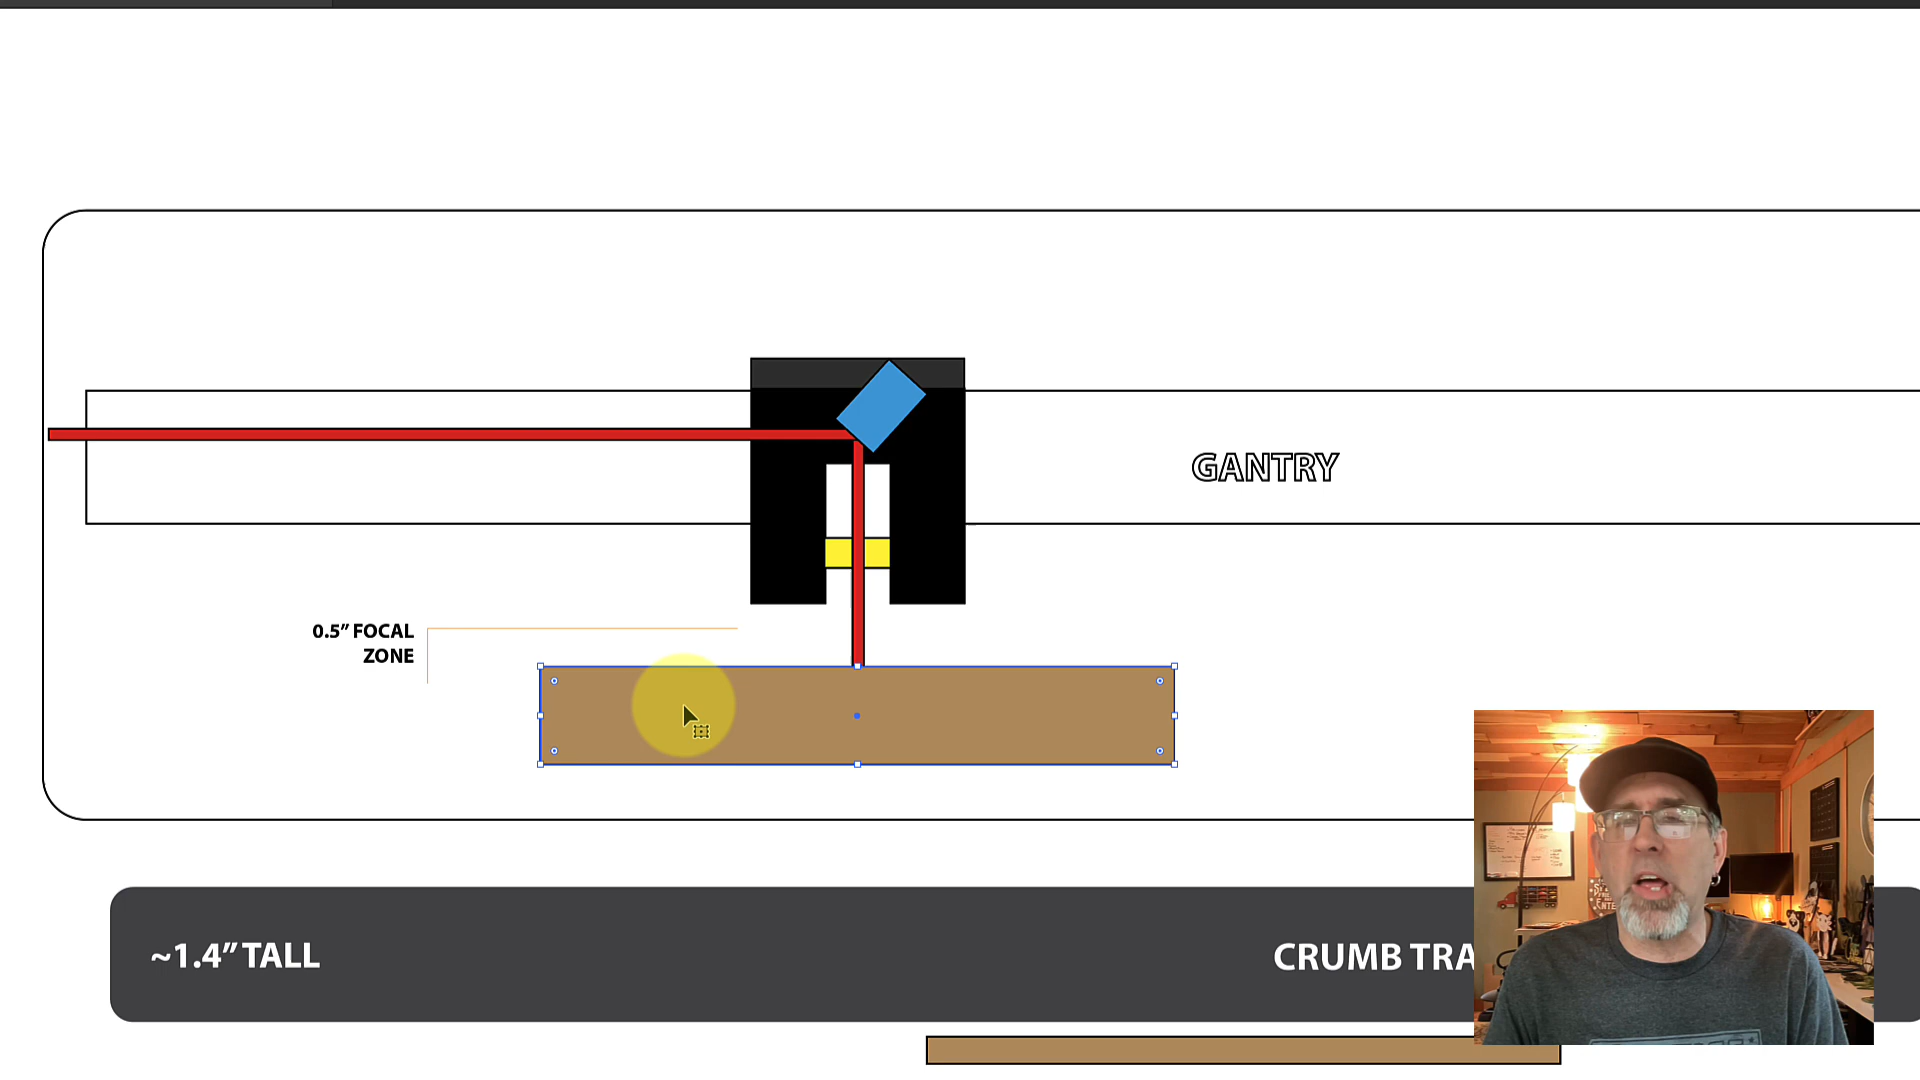 GANTRY
0.5” FOCAL
ZONE
~1.4” TALL
CRUMB TRA